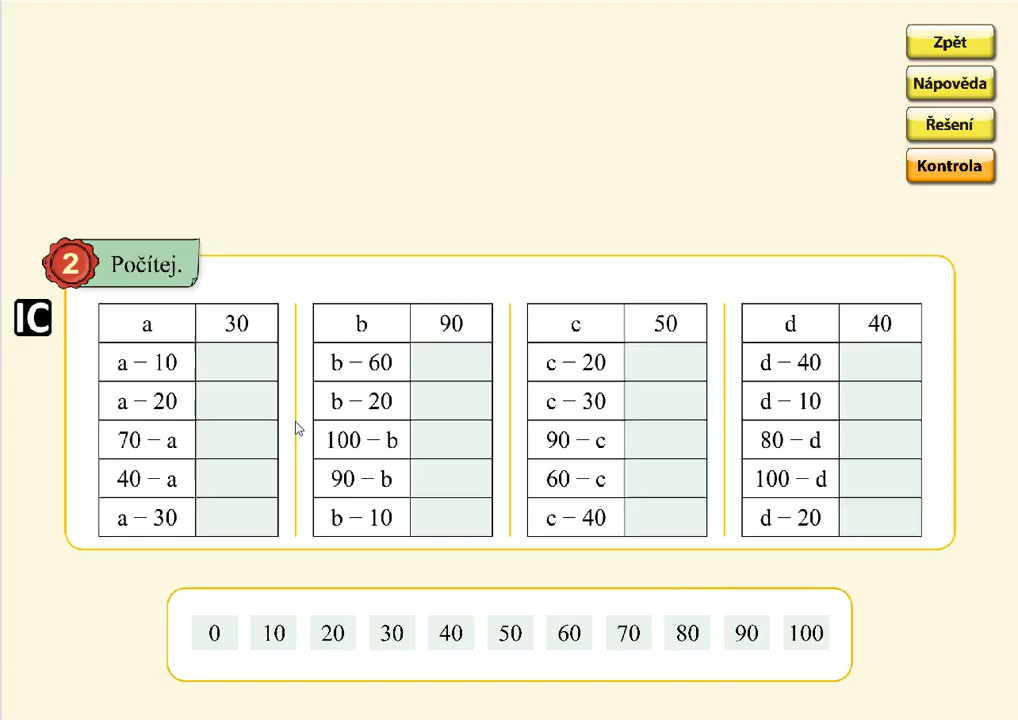 Zpět
Nápověda
Řešení
Kontrola
2 Počítej.
IC
a 30 b 90 c 50 d 40
a − 10 b − 60 c − 20 d − 40
a − 20 b − 20 c − 30 d − 10
70 − a 100 − b 90 − c 80 − d
40 − a 90 − b 60 − c 100 − d
a − 30 b − 10 c − 40 d − 20
0 10 20 30 40 50 60 70 80 90 100